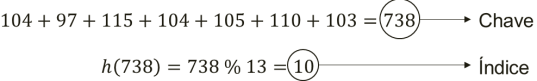 104 + 97 + 115 + 104 + 105 + 110 + 103 = 738 Chave
h(738) = 738 % 13 = 10 Índice